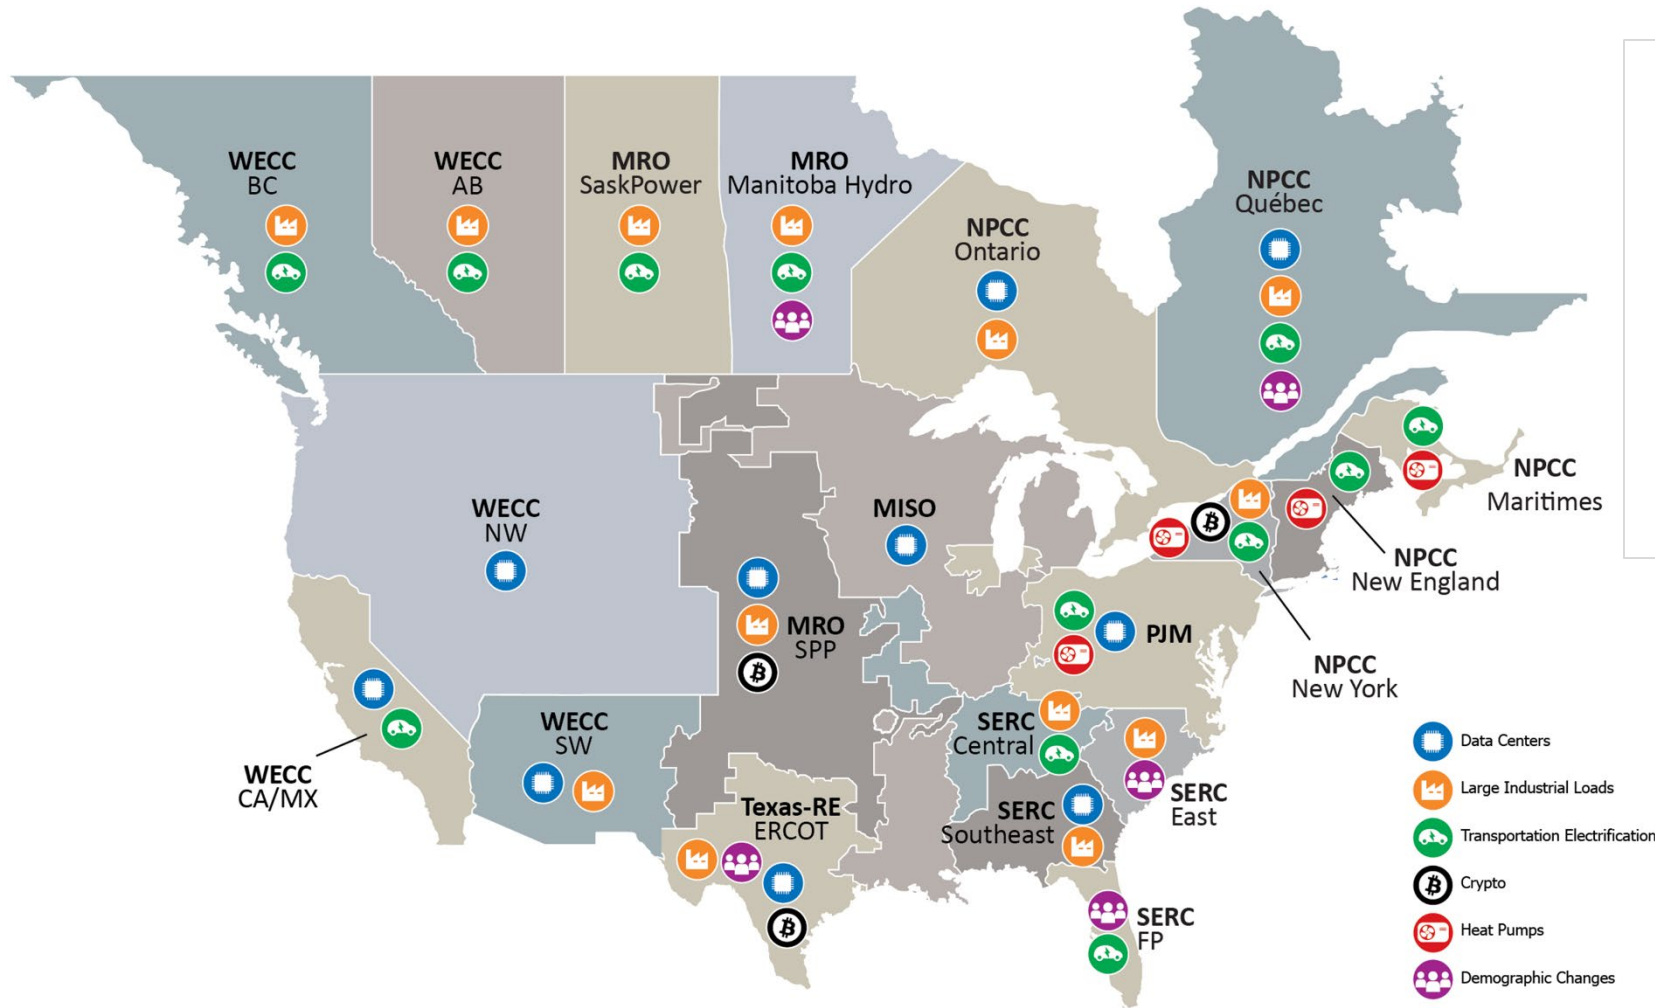 WECC
BC
WECC
AB
MRO
SaskPower
MRO
Manitoba Hydro
NPCC
Ontario
NPCC
Québec
NPCC
Maritimes
WECC
NW
MISO
NPCC
New England
MRO
SPP
PJM
NPCC
New York
WECC
CA/MX
WECC
SW
SERC
Central
SERC
East
Texas-RE
ERCOT
SERC
Southeast
SERC
FP
Data Centers
Large Industrial Loads
Transportation Electrification
Crypto
Heat Pumps
Demographic Changes